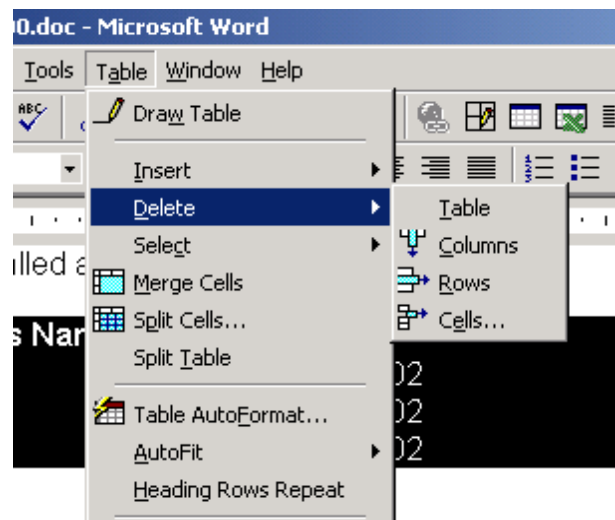 0.doc - Microsoft Word
Tools Table Window Help
ABC
Draw Table
Insert
Delete
Table
Select
Columns
Merge Cells
Rows
Split Cells...
Cells...
Split Table
Table AutoFormat...
AutoFit
Heading Rows Repeat
lled a
s Nar
02
02
02